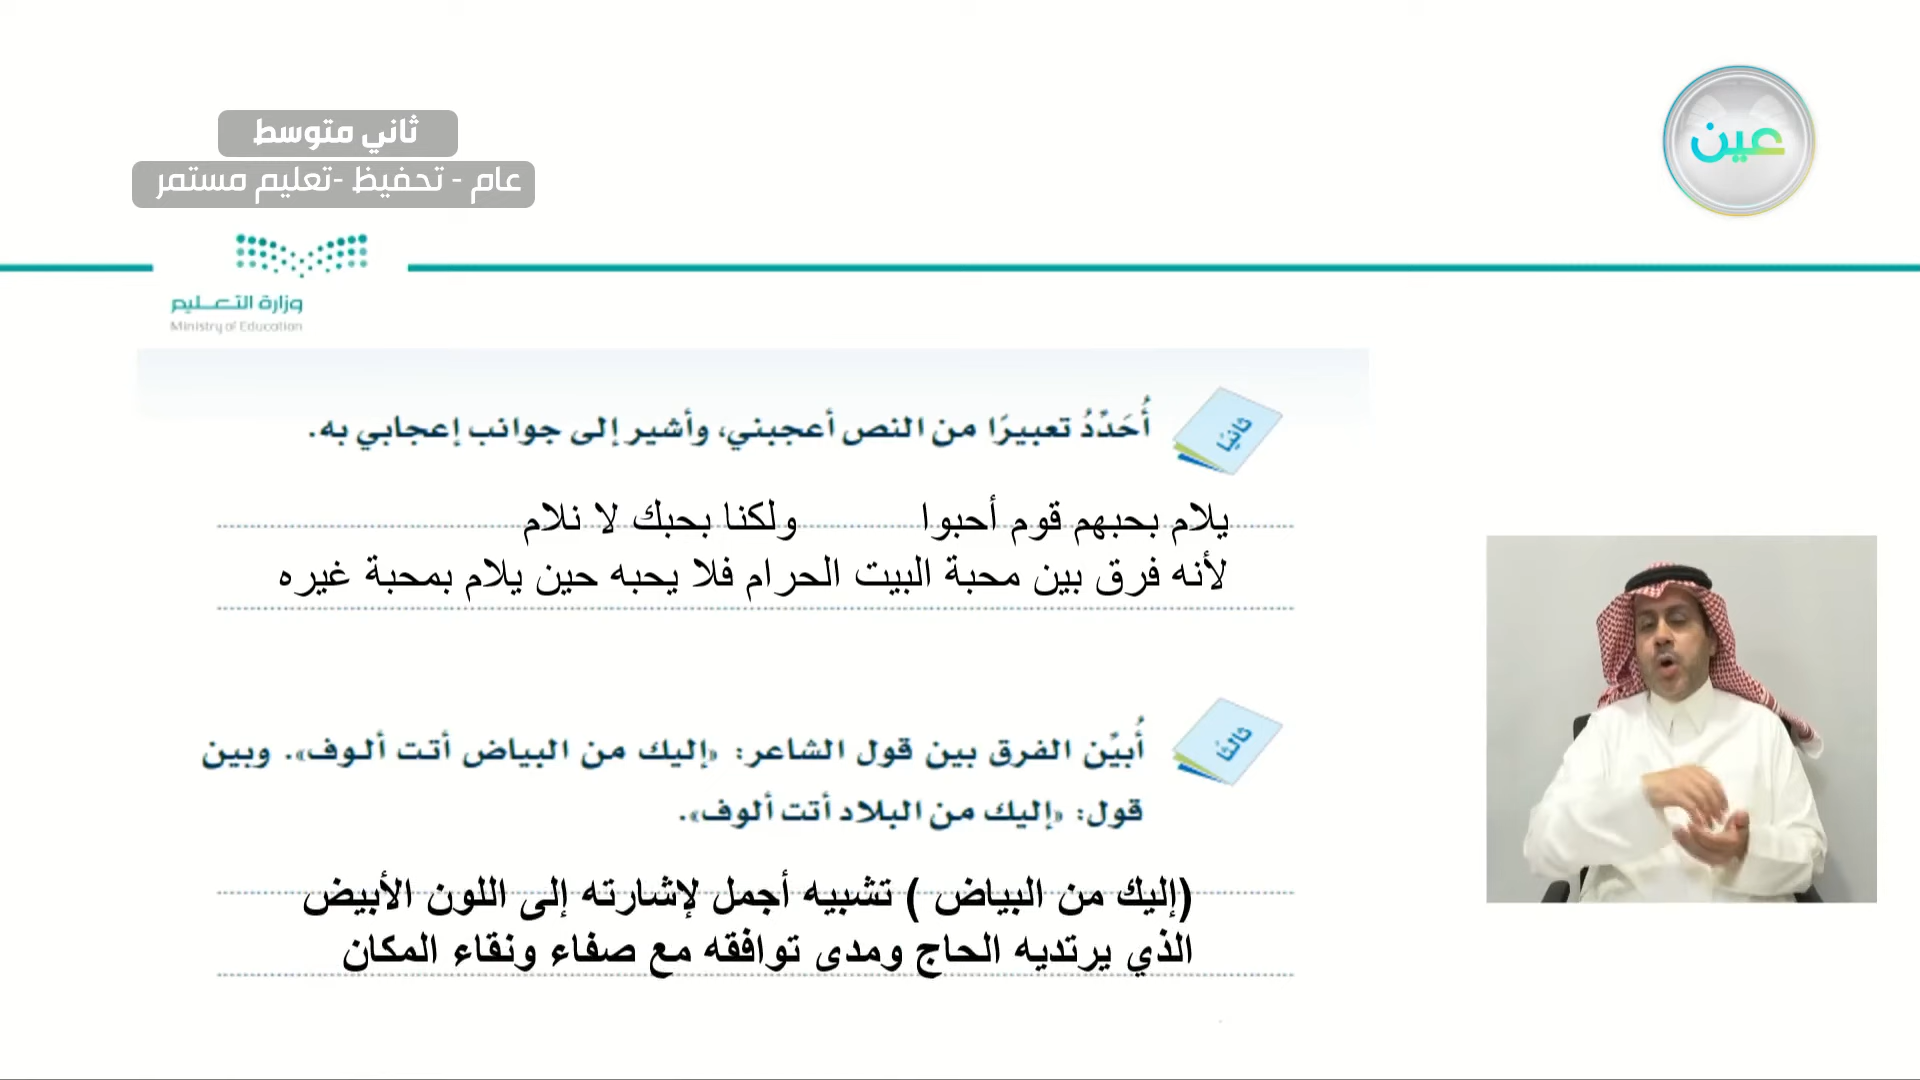 ثاني متوسط
عام - تحفيظ -تعليم مستمر
عين
وزارة التعليم
Ministry of Education
ثانيًا
أُحَدِّدُ تعبيرًا من النص أعجبني، وأشير إلى جوانب إعجابي به.
يلام بحبهم قوم أحبوا ولكنا بحبك لا نلام
لأنه فرق بين محبة البيت الحرام فلا يحبه حين يلام بمحبة غيره
ثالثًا
أُبيِّن الفرق بين قول الشاعر: «إليك من البياض أتت ألوف». وبين
قول: «إليك من البلاد أتت ألوف».
(إليك من البياض ) تشبيه أجمل لإشارته إلى اللون الأبيض
الذي يرتديه الحاج ومدى توافقه مع صفاء ونقاء المكان